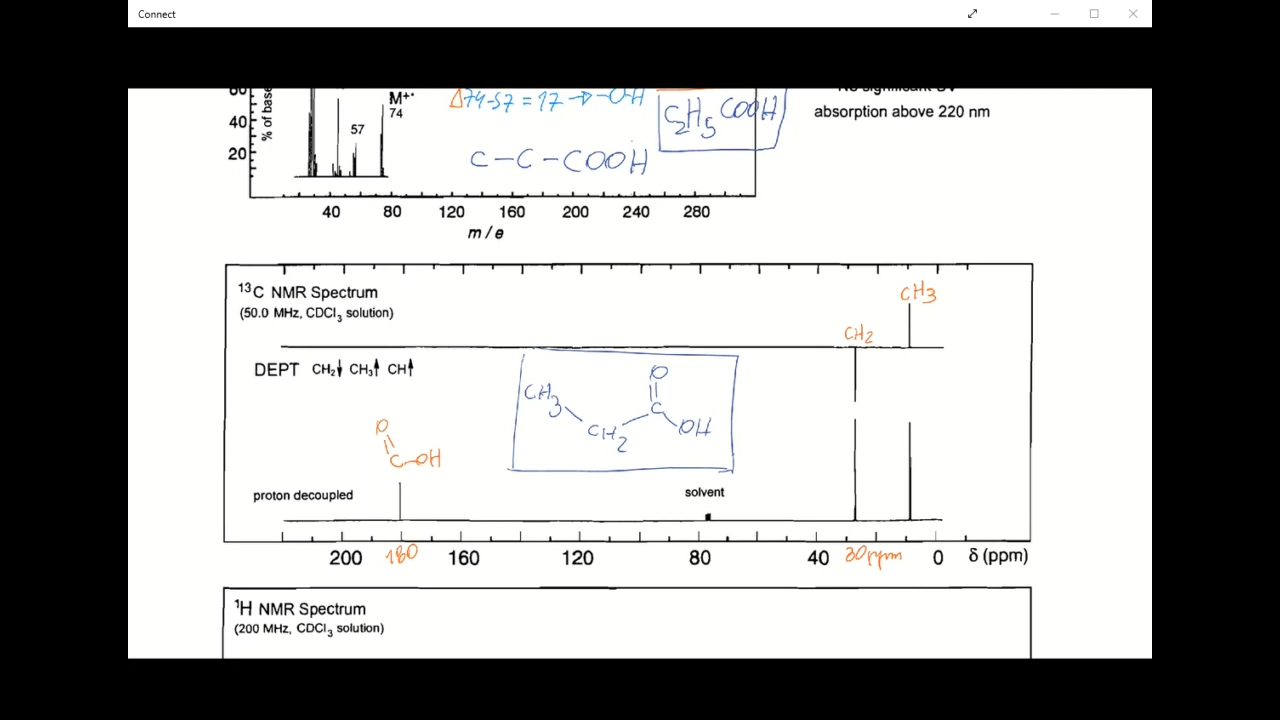 Connect
60
M+·
Δ74-57 = 17 → -O-H
No significant UV
40
74
C2H5COOH
absorption above 220 nm
% of base
57
20
C-C-COOH
40 80 120 160 200 240 280
m / e
13C NMR Spectrum
(50.0 MHz, CDCl3 solution)
CH3
CH2
DEPT CH2↓ CH3↑ CH↑
O
CH3
C
CH2
OH
O
C-OH
proton decoupled
solvent
200 180 160 120 80 40 30ppm 0 δ (ppm)
1H NMR Spectrum
(200 MHz, CDCl3 solution)